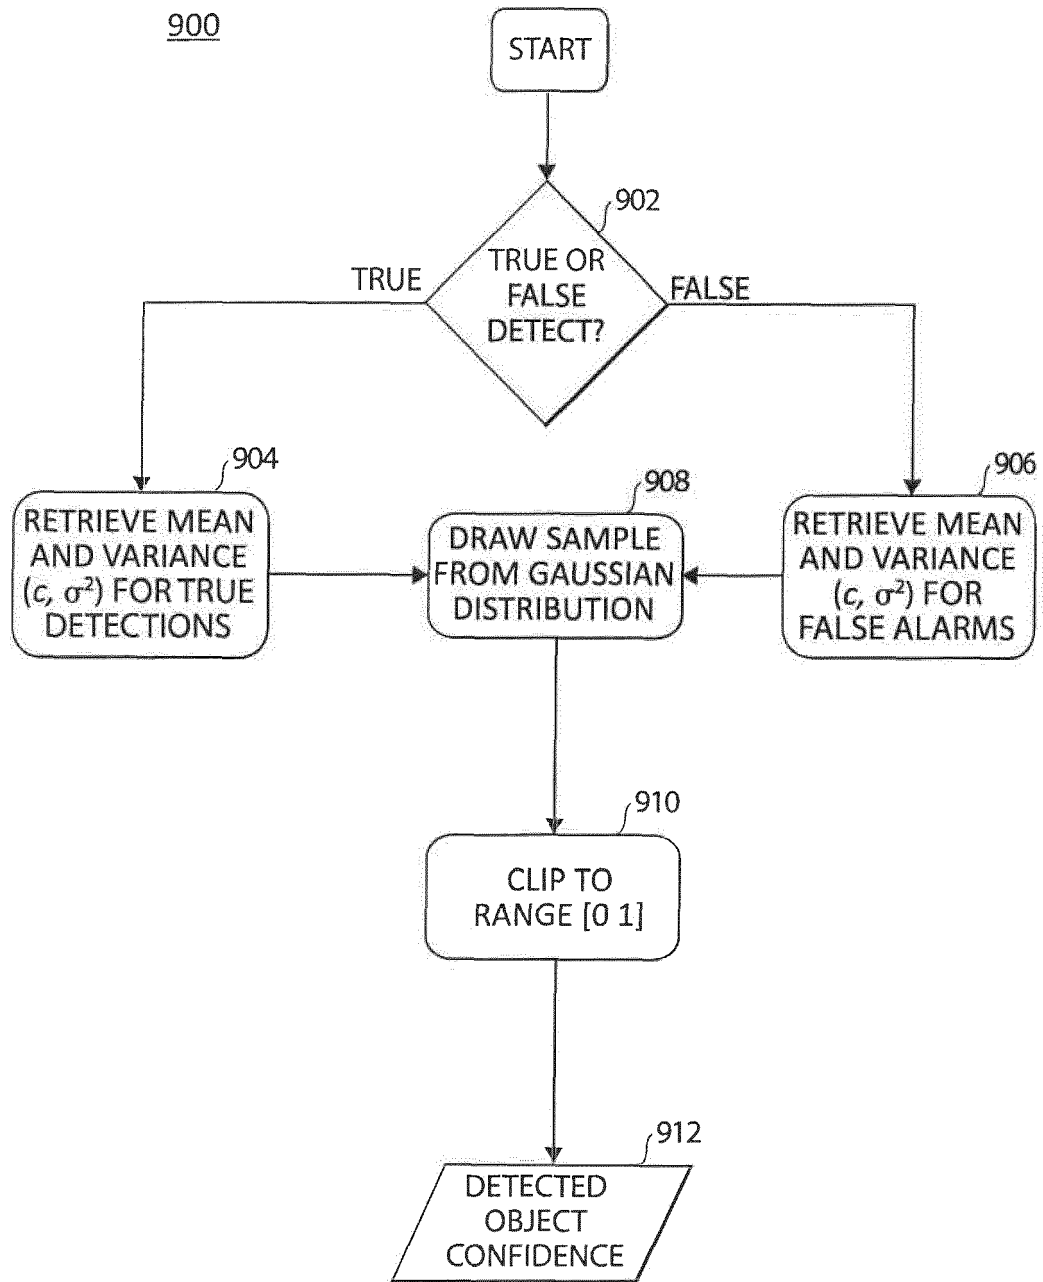 900
START
902
TRUE OR
FALSE
DETECT?
TRUE
FALSE
904
RETRIEVE MEAN
AND VARIANCE
(c, σ²) FOR TRUE
DETECTIONS
908
DRAW SAMPLE
FROM GAUSSIAN
DISTRIBUTION
906
RETRIEVE MEAN
AND VARIANCE
(c, σ²) FOR
FALSE ALARMS
910
CLIP TO
RANGE [0 1]
912
DETECTED
OBJECT
CONFIDENCE